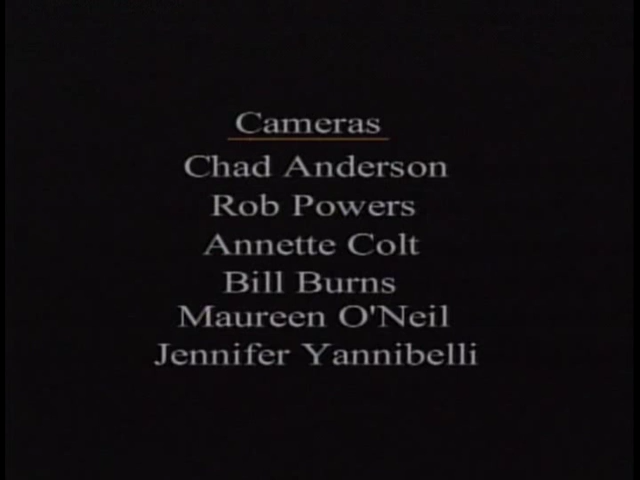 Cameras
Chad Anderson
Rob Powers
Annette Colt
Bill Burns
Maureen O'Neil
Jennifer Yannibelli